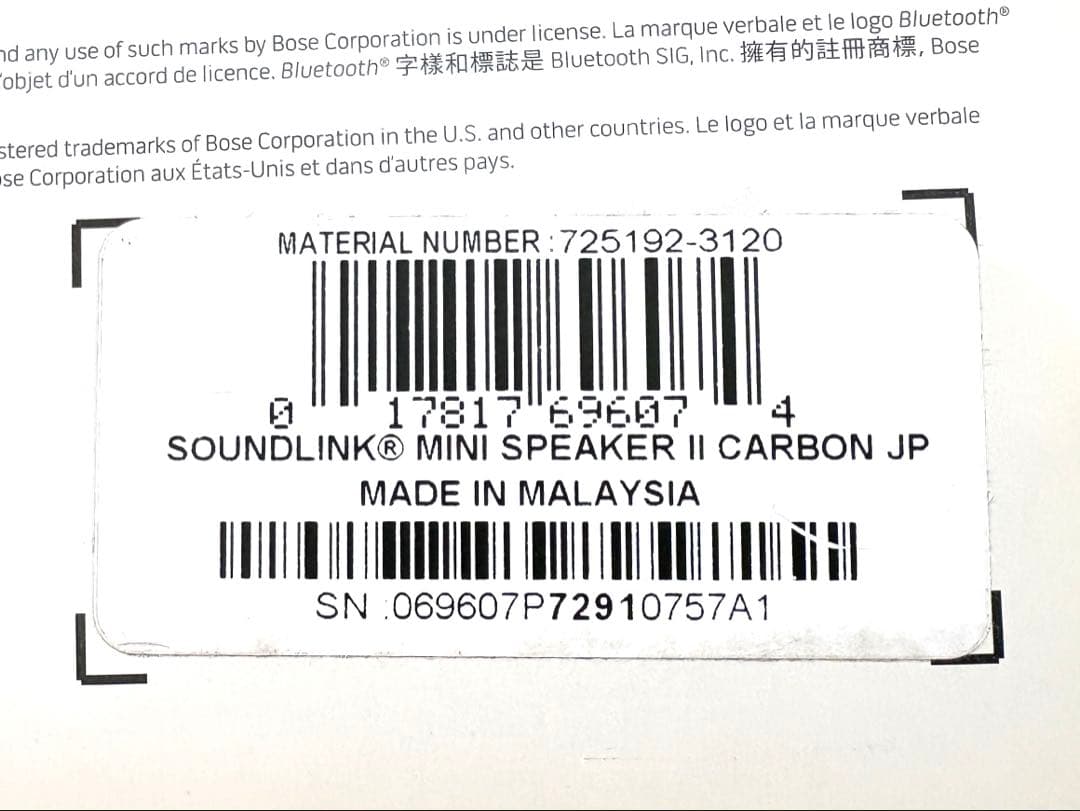 any use of such marks by Bose Corporation is under license. La marque verbale et le logo Bluetooth®
objet d'un accord de licence. Bluetooth® 字樣和標誌是 Bluetooth SIG, Inc. 擁有的註冊商標, Bose
stered trademarks of Bose Corporation in the U.S. and other countries. Le logo et la marque verbale
se Corporation aux États-Unis et dans d'autres pays.
MATERIAL NUMBER :725192-3120
0 17817 69607 4
SOUNDLINK® MINI SPEAKER II CARBON JP
MADE IN MALAYSIA
SN :069607P72910757A1